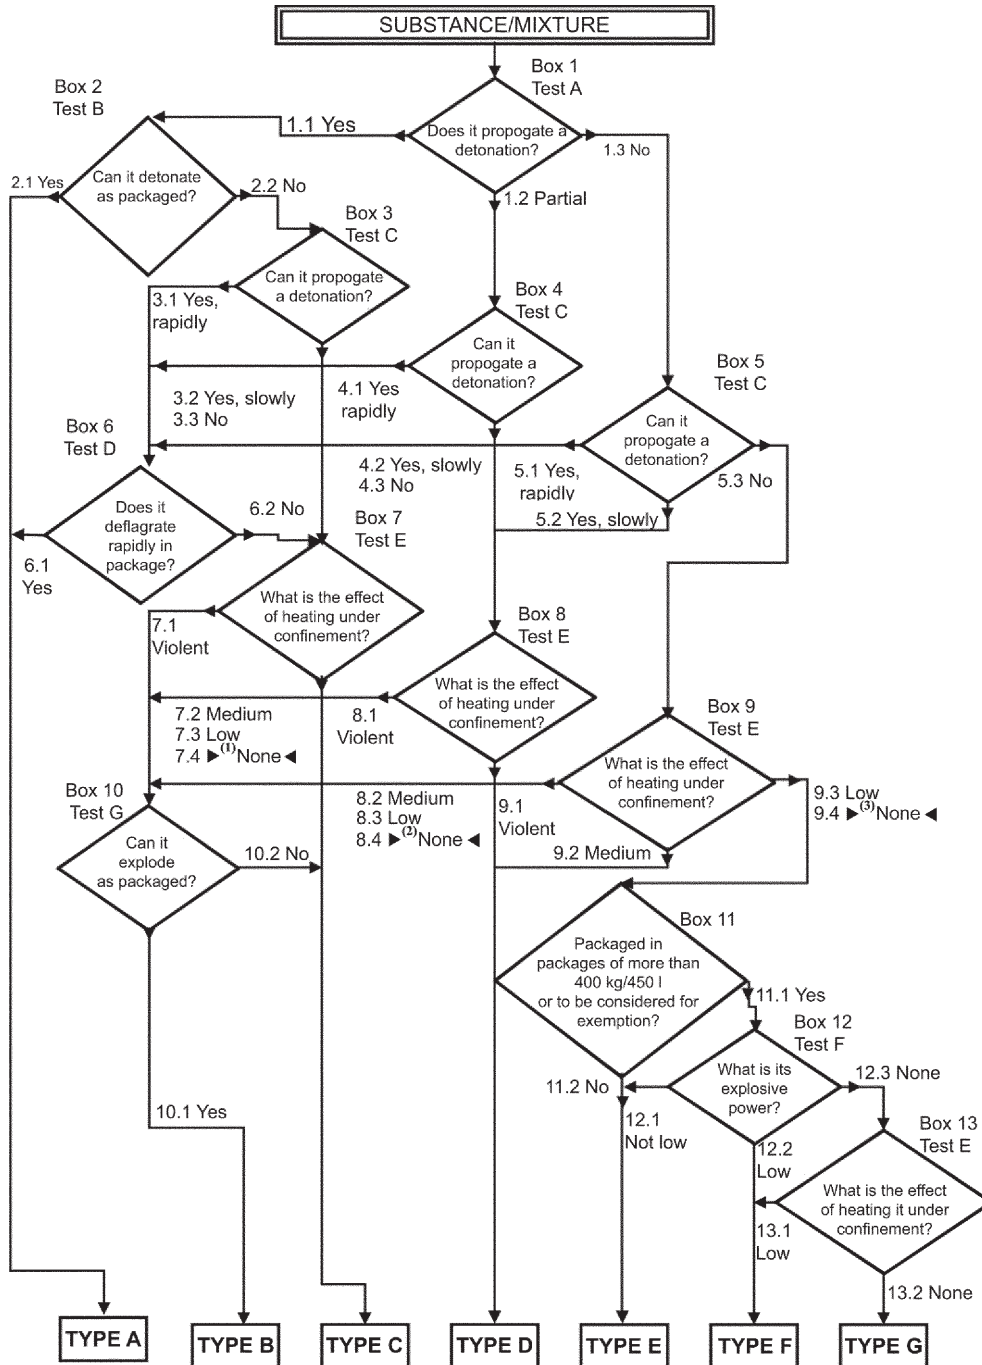 SUBSTANCE/MIXTURE
Box 1
Test A
Does it propogate a
detonation?
1.1 Yes
1.2 Partial
1.3 No
Box 2
Test B
Can it detonate
as packaged?
2.1 Yes
2.2 No
Box 3
Test C
Can it propogate
a detonation?
3.1 Yes,
rapidly
3.2 Yes, slowly
3.3 No
Box 4
Test C
Can it
propogate a
detonation?
4.1 Yes
rapidly
4.2 Yes, slowly
4.3 No
Box 5
Test C
Can it
propogate a
detonation?
5.1 Yes,
rapidly
5.2 Yes, slowly
5.3 No
Box 6
Test D
Does it
deflagrate
rapidly in
package?
6.1
Yes
6.2 No
Box 7
Test E
What is the effect
of heating under
confinement?
7.1
Violent
7.2 Medium
7.3 Low
7.4 ►(1)None ◄
Box 8
Test E
What is the effect
of heating under
confinement?
8.1
Violent
8.2 Medium
8.3 Low
8.4 ►(2)None ◄
Box 9
Test E
What is the effect
of heating under
confinement?
9.1
Violent
9.2 Medium
9.3 Low
9.4 ►(3)None ◄
Box 10
Test G
Can it
explode
as packaged?
10.1 Yes
10.2 No
Box 11
Packaged in
packages of more than
400 kg/450 l
or to be considered for
exemption?
11.1 Yes
11.2 No
Box 12
Test F
What is its
explosive
power?
12.1
Not low
12.2
Low
12.3 None
Box 13
Test E
What is the effect
of heating it under
confinement?
13.1
Low
13.2 None
TYPE A
TYPE B
TYPE C
TYPE D
TYPE E
TYPE F
TYPE G